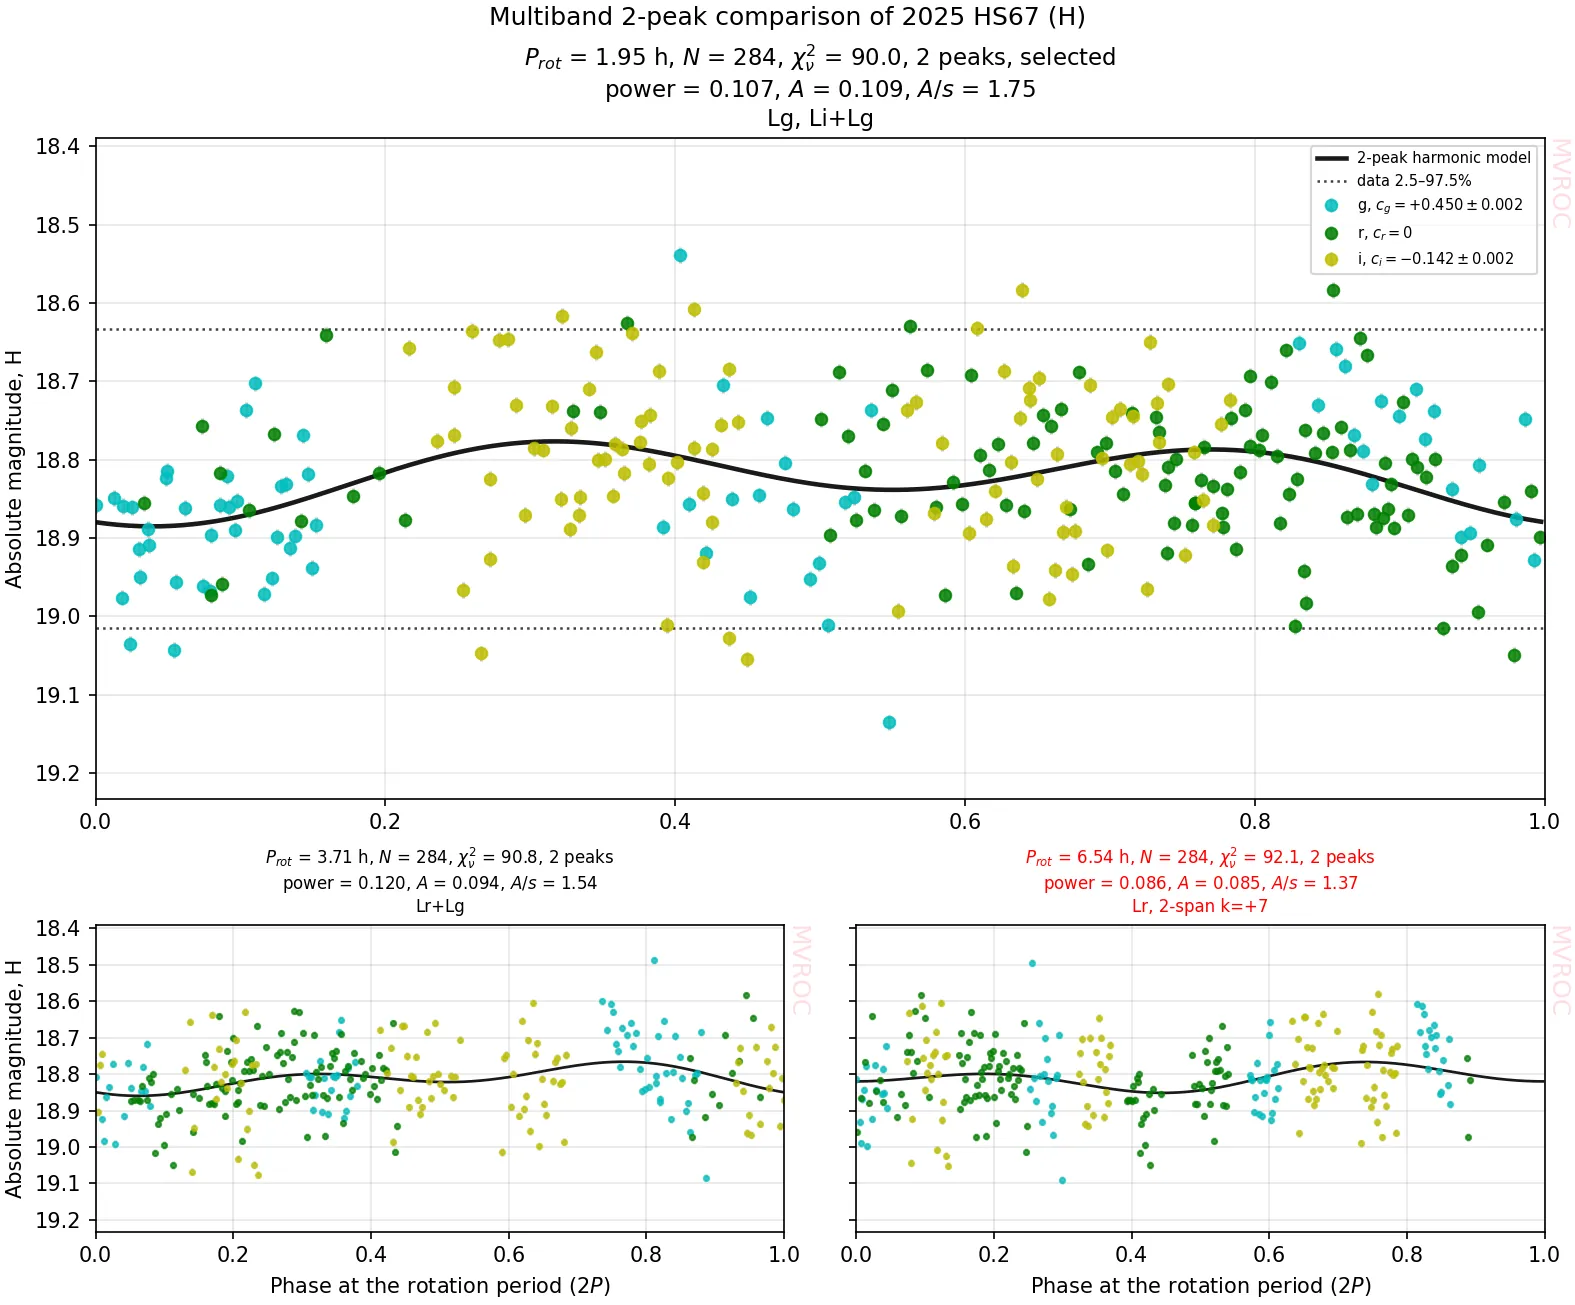 Multiband 2-peak comparison of 2025 HS67 (H)
P_rot = 1.95 h, N = 284, χ²_ν = 90.0, 2 peaks, selected
power = 0.107, A = 0.109, A/s = 1.75
Lg, Li+Lg
Absolute magnitude, H
18.4
18.5
18.6
18.7
18.8
18.9
19.0
19.1
19.2
2-peak harmonic model
data 2.5–97.5%
g, c_g = +0.450 ± 0.002
r, c_r = 0
i, c_i = −0.142 ± 0.002
MVROC
0.0 0.2 0.4 0.6 0.8 1.0
P_rot = 3.71 h, N = 284, χ²_ν = 90.8, 2 peaks
power = 0.120, A = 0.094, A/s = 1.54
Lr+Lg
Absolute magnitude, H
18.4
18.5
18.6
18.7
18.8
18.9
19.0
19.1
19.2
MVROC
0.0 0.2 0.4 0.6 0.8 1.0
Phase at the rotation period (2P)
P_rot = 6.54 h, N = 284, χ²_ν = 92.1, 2 peaks
power = 0.086, A = 0.085, A/s = 1.37
Lr, 2-span k=+7
MVROC
0.0 0.2 0.4 0.6 0.8 1.0
Phase at the rotation period (2P)